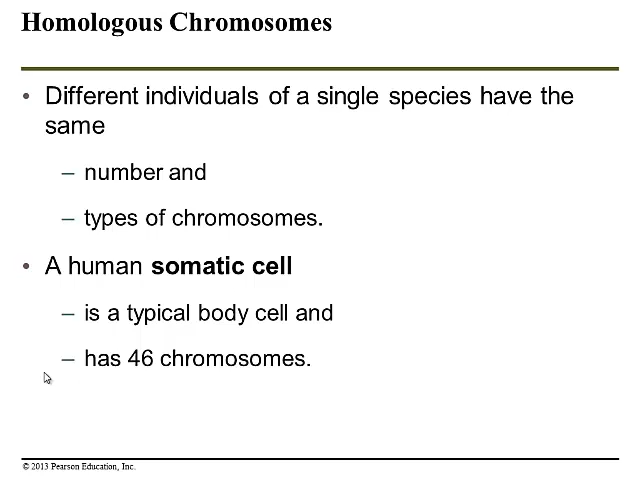 Homologous Chromosomes
• Different individuals of a single species have the
same
– number and
– types of chromosomes.
• A human somatic cell
– is a typical body cell and
– has 46 chromosomes.
© 2013 Pearson Education, Inc.